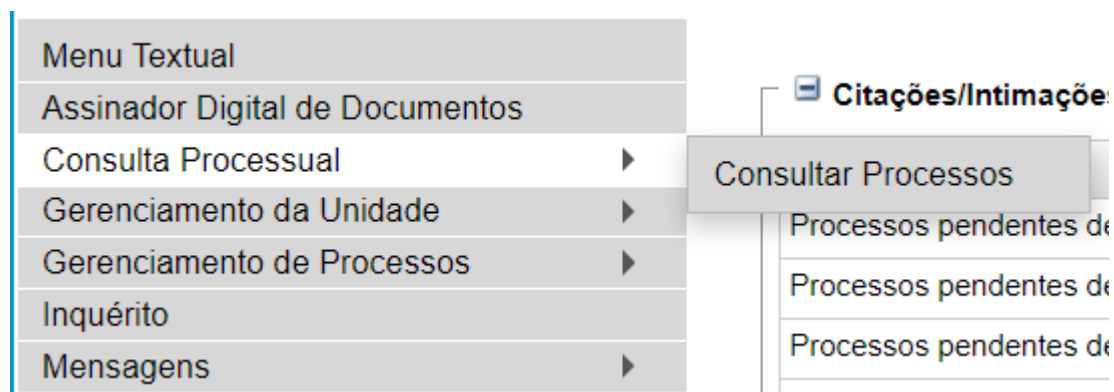 Menu Textual
Assinador Digital de Documentos
Consulta Processual
Gerenciamento da Unidade
Gerenciamento de Processos
Inquérito
Mensagens
Consultar Processos
Citações/Intimaçõe
Processos pendentes de
Processos pendentes de
Processos pendentes de